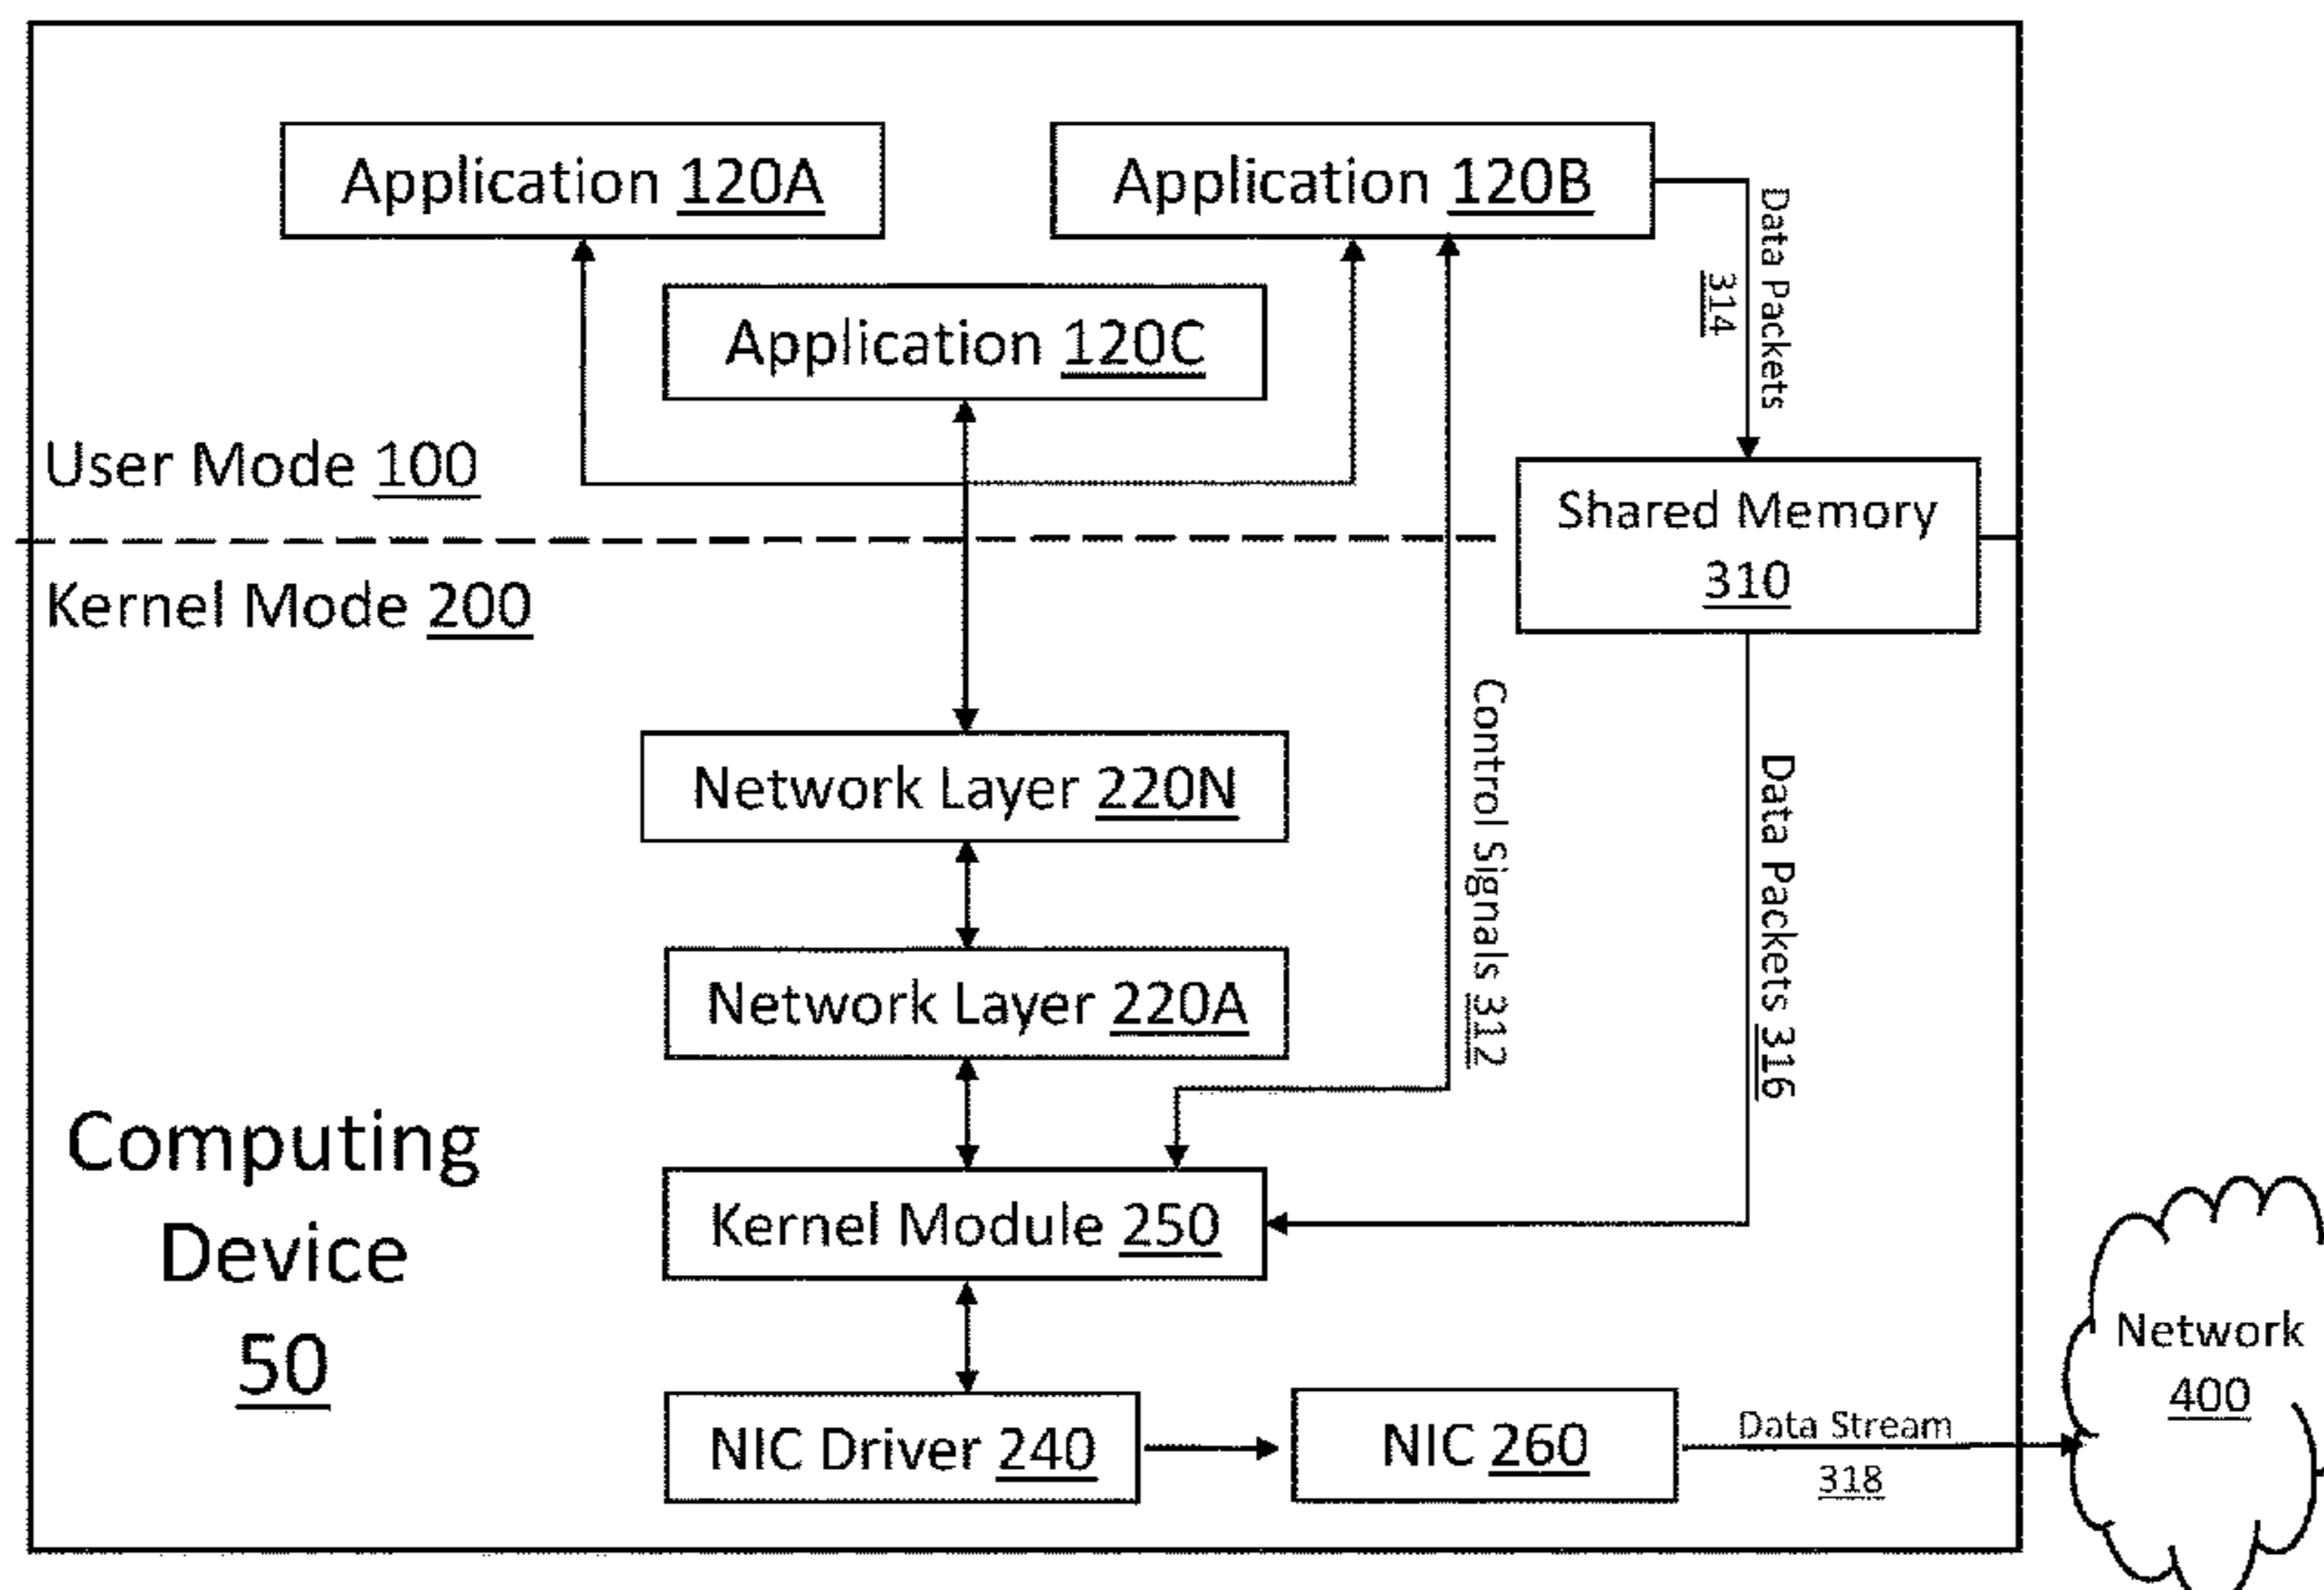 Application 120A
Application 120B
Data Packets
314
Application 120C
User Mode 100
Shared Memory
310
Kernel Mode 200
Control Signals 312
Data Packets 316
Network Layer 220N
Network Layer 220A
Computing
Device
50
Kernel Module 250
Network
400
NIC Driver 240
NIC 260
Data Stream
318